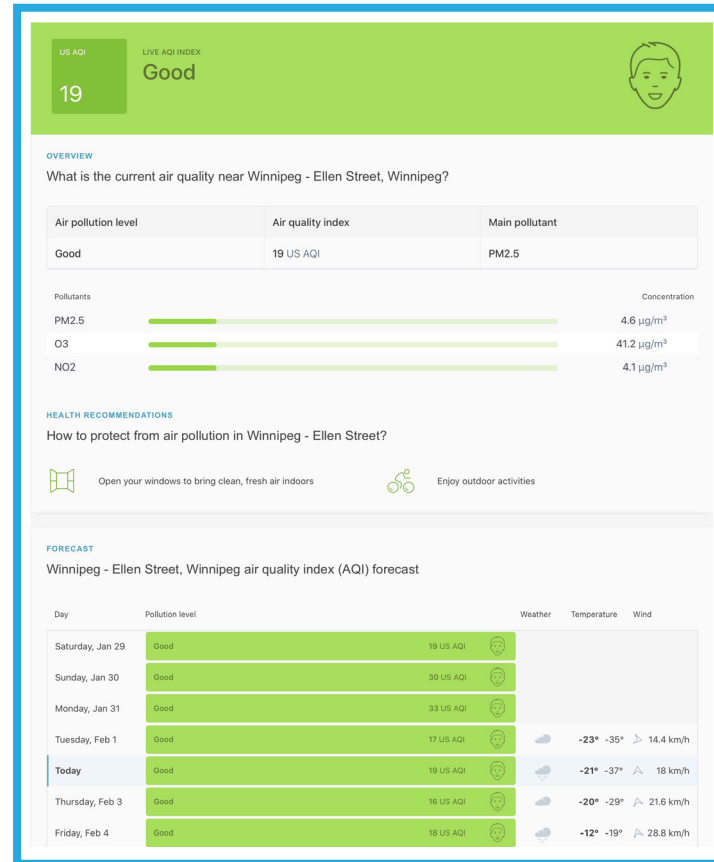 US AQI
19
LIVE AQI INDEX
Good
OVERVIEW
What is the current air quality near Winnipeg - Ellen Street, Winnipeg?
Air pollution level Air quality index Main pollutant
Good 19 US AQI PM2.5
Pollutants Concentration
PM2.5 4.6 µg/m³
O3 41.2 µg/m³
NO2 4.1 µg/m³
HEALTH RECOMMENDATIONS
How to protect from air pollution in Winnipeg - Ellen Street?
Open your windows to bring clean, fresh air indoors Enjoy outdoor activities
FORECAST
Winnipeg - Ellen Street, Winnipeg air quality index (AQI) forecast
Day Pollution level Weather Temperature Wind
Saturday, Jan 29 Good 19 US AQI
Sunday, Jan 30 Good 30 US AQI
Monday, Jan 31 Good 33 US AQI
Tuesday, Feb 1 Good 17 US AQI -23° -35° 14.4 km/h
Today Good 19 US AQI -21° -37° 18 km/h
Thursday, Feb 3 Good 16 US AQI -20° -29° 21.6 km/h
Friday, Feb 4 Good 18 US AQI -12° -19° 28.8 km/h